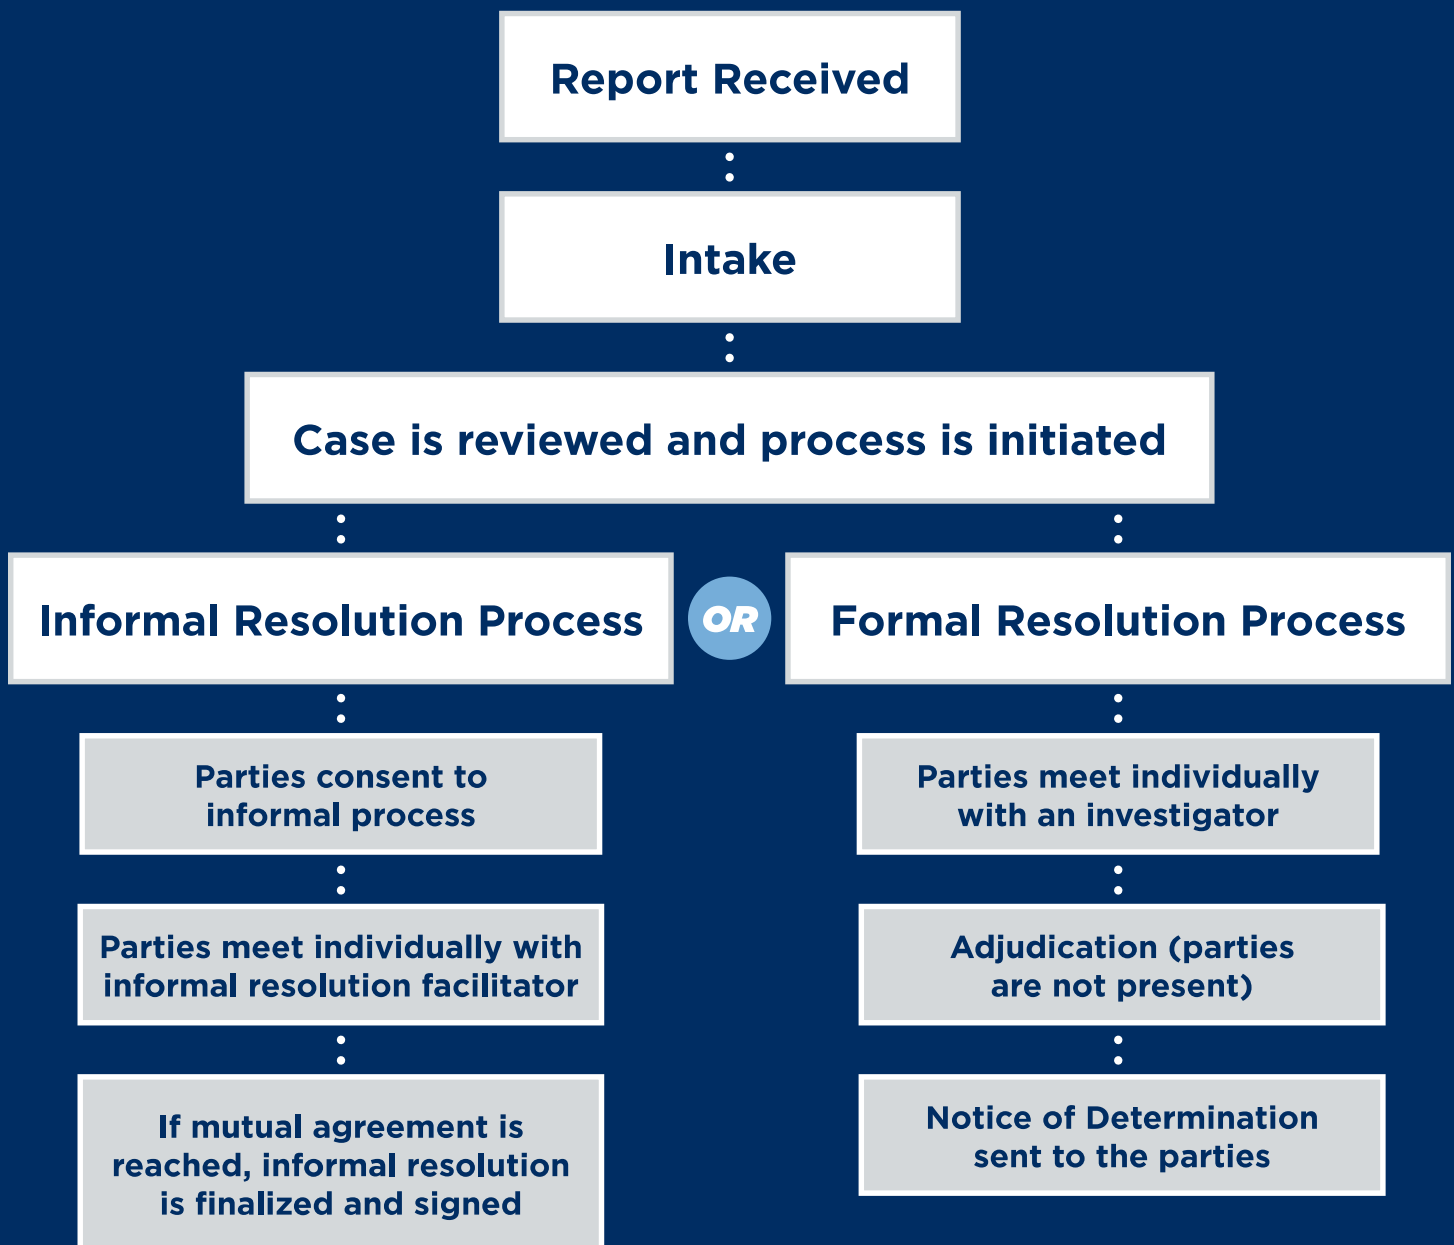 Report Received
Intake
Case is reviewed and process is initiated
Informal Resolution Process
OR
Formal Resolution Process
Parties consent to
informal process
Parties meet individually with
informal resolution facilitator
If mutual agreement is
reached, informal resolution
is finalized and signed
Parties meet individually
with an investigator
Adjudication (parties
are not present)
Notice of Determination
sent to the parties